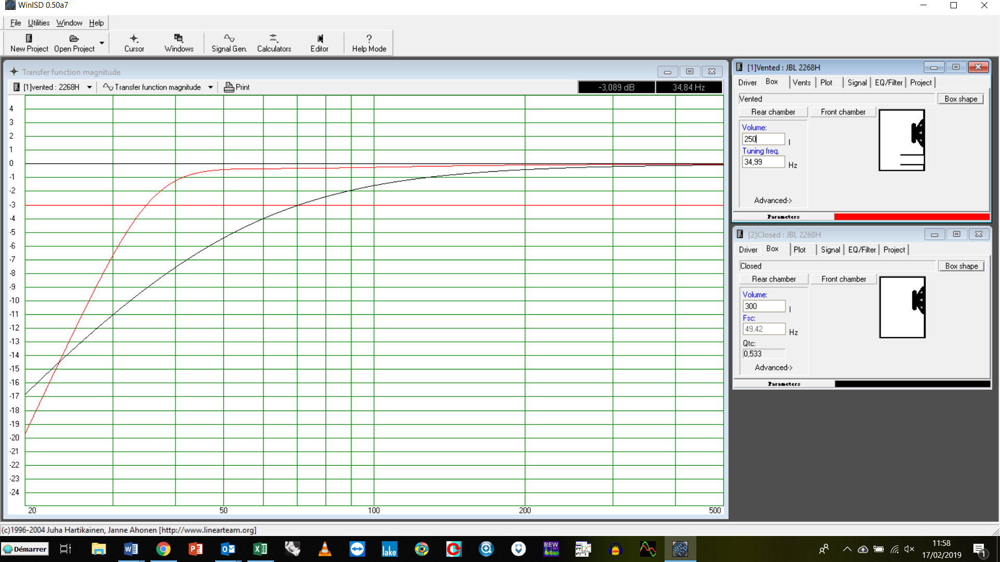 WinISD 0.50a7
File Utilities Window Help
New Project Open Project Cursor Windows Signal Gen. Calculators Editor Help Mode
Transfer function magnitude
[1]vented : 2268H Transfer function magnitude Print -3,089 dB 34,84 Hz
4
3
2
1
0
-1
-2
-3
-4
-5
-6
-7
-8
-9
-10
-11
-12
-13
-14
-15
-16
-17
-18
-19
-20
-21
-22
-23
-24
20 50 100 200 500
[1]Vented : JBL 2268H
Driver Box Vents Plot Signal EQ/Filter Project
Vented Box shape
Rear chamber Front chamber
Volume:
250 l
Tuning freq.
34,99 Hz
Advanced->
Parameters
[2]Closed : JBL 2268H
Driver Box Plot Signal EQ/Filter Project
Closed Box shape
Rear chamber Front chamber
Volume:
300 l
Fsc:
49,42 Hz
Qtc:
0,533
Advanced->
Parameters
(c)1996-2004 Juha Hartikainen, Janne Ahonen [http://www.linearteam.org]
Démarrer
lake
REW
11:58
17/02/2019
1